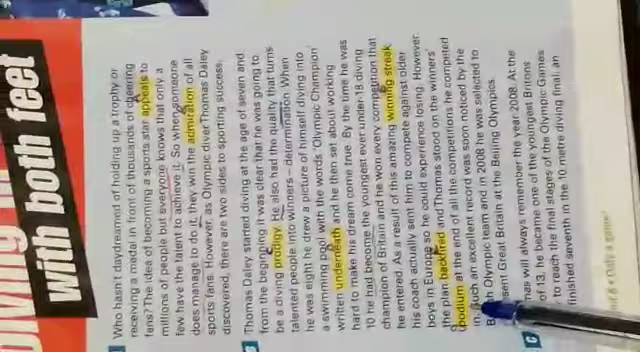 with both feet
Who hasn't daydreamed of holding up a trophy or
receiving a medal in front of thousands of cheering
fans? The idea of becoming a sports star appeals to
millions of people but everyone knows that only a
few have the talent to achieve it. So when someone
does manage to do it, they win the admiration of all
sports fans. However, as Olympic diver Thomas Daley
discovered, there are two sides to sporting success.
Thomas Daley started diving at the age of seven and
from the beginning it was clear that he was going to
be a diving prodigy. He also had the quality that turns
talented people into winners – determination. When
he was eight he drew a picture of himself diving into
a swimming pool with the words 'Olympic Champion'
written underneath and he then set about working
hard to make his dream come true. By the time he was
10 he had become the youngest ever under-18 diving
champion of Britain and he won every competition that
he entered. As a result of this amazing winning streak
his coach actually sent him to compete against older
boys in Europe so he could experience losing. However,
the plan backfired and Thomas stood on the winners'
podium at the end of all the competitions he competed
such an excellent record was soon noticed by the
Olympic team and in 2008 he was selected to
sent Great Britain at the Beijing Olympics.
C
mas will always remember the year 2008. At the
of 13, he became one of the youngest Britons
to reach the final stages of the Olympic Games
finished seventh in the 10 metre diving final, an
Only a game?